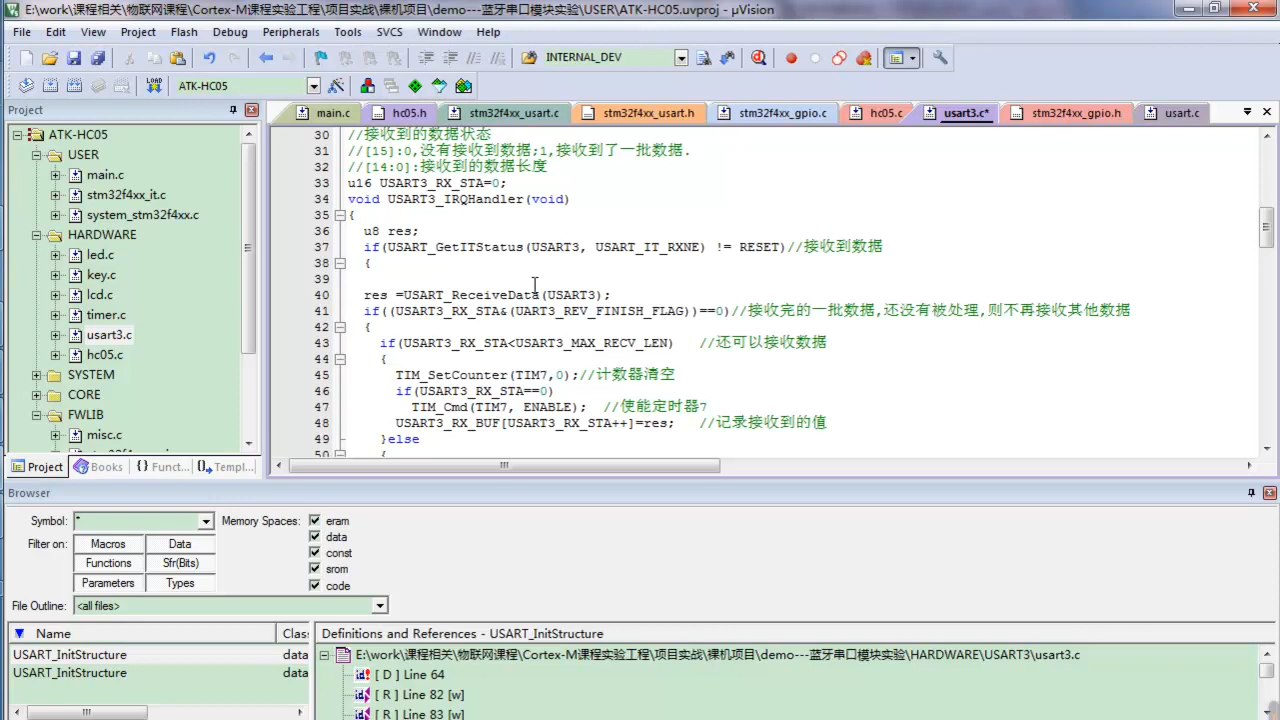 E:\work\课程相关\物联网课程\Cortex-M课程实验工程\项目实战\裸机项目\demo---蓝牙串口模块实验\USER\ATK-HC05.uvproj - µVision
File Edit View Project Flash Debug Peripherals Tools SVCS Window Help
INTERNAL_DEV
LOAD ATK-HC05
Project
main.c hc05.h stm32f4xx_usart.c stm32f4xx_usart.h stm32f4xx_gpio.c hc05.c usart3.c* stm32f4xx_gpio.h usart.c
ATK-HC05
USER
main.c
stm32f4xx_it.c
system_stm32f4xx.c
HARDWARE
led.c
key.c
lcd.c
timer.c
usart3.c
hc05.c
SYSTEM
CORE
FWLIB
misc.c
Project Books {} Funct... Templ...
30 //接收到的数据状态
31 //[15]:0,没有接收到数据;1,接收到了一批数据.
32 //[14:0]:接收到的数据长度
33 u16 USART3_RX_STA=0;
34 void USART3_IRQHandler(void)
35 {
36 u8 res;
37 if(USART_GetITStatus(USART3, USART_IT_RXNE) != RESET)//接收到数据
38 {
39
40 res =USART_ReceiveData(USART3);
41 if((USART3_RX_STA&(UART3_REV_FINISH_FLAG))==0)//接收完的一批数据,还没有被处理,则不再接收其他数据
42 {
43 if(USART3_RX_STA<USART3_MAX_RECV_LEN) //还可以接收数据
44 {
45 TIM_SetCounter(TIM7,0);//计数器清空
46 if(USART3_RX_STA==0)
47 TIM_Cmd(TIM7, ENABLE); //使能定时器7
48 USART3_RX_BUF[USART3_RX_STA++]=res; //记录接收到的值
49 }else
50 {
Browser
Symbol: * Memory Spaces: eram
data
const
srom
code
Filter on: Macros Data
Functions Sfr(Bits)
Parameters Types
File Outline: <all files>
Name Clas
USART_InitStructure data
USART_InitStructure data
Definitions and References - USART_InitStructure
E:\work\课程相关\物联网课程\Cortex-M课程实验工程\项目实战\裸机项目\demo---蓝牙串口模块实验\HARDWARE\USART3\usart3.c
[ D ] Line 64
[ R ] Line 82 [w]
[ R ] Line 83 [w]